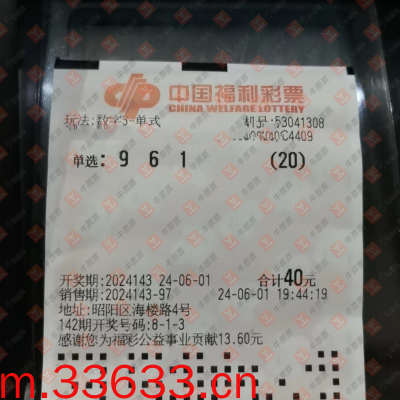 中国福利彩票
CHINA WELFARE LOTTERY
玩法:数字3-单式
机号:53041308
单选: 9 6 1 (20)
开奖期:2024143 24-06-01 合计40元
销售期:2024143-97 24-06-01 19:44:19
地址:昭阳区海楼路4号
142期开奖号码:8-1-3
感谢您为福彩公益事业贡献13.60元
m.33633.cn